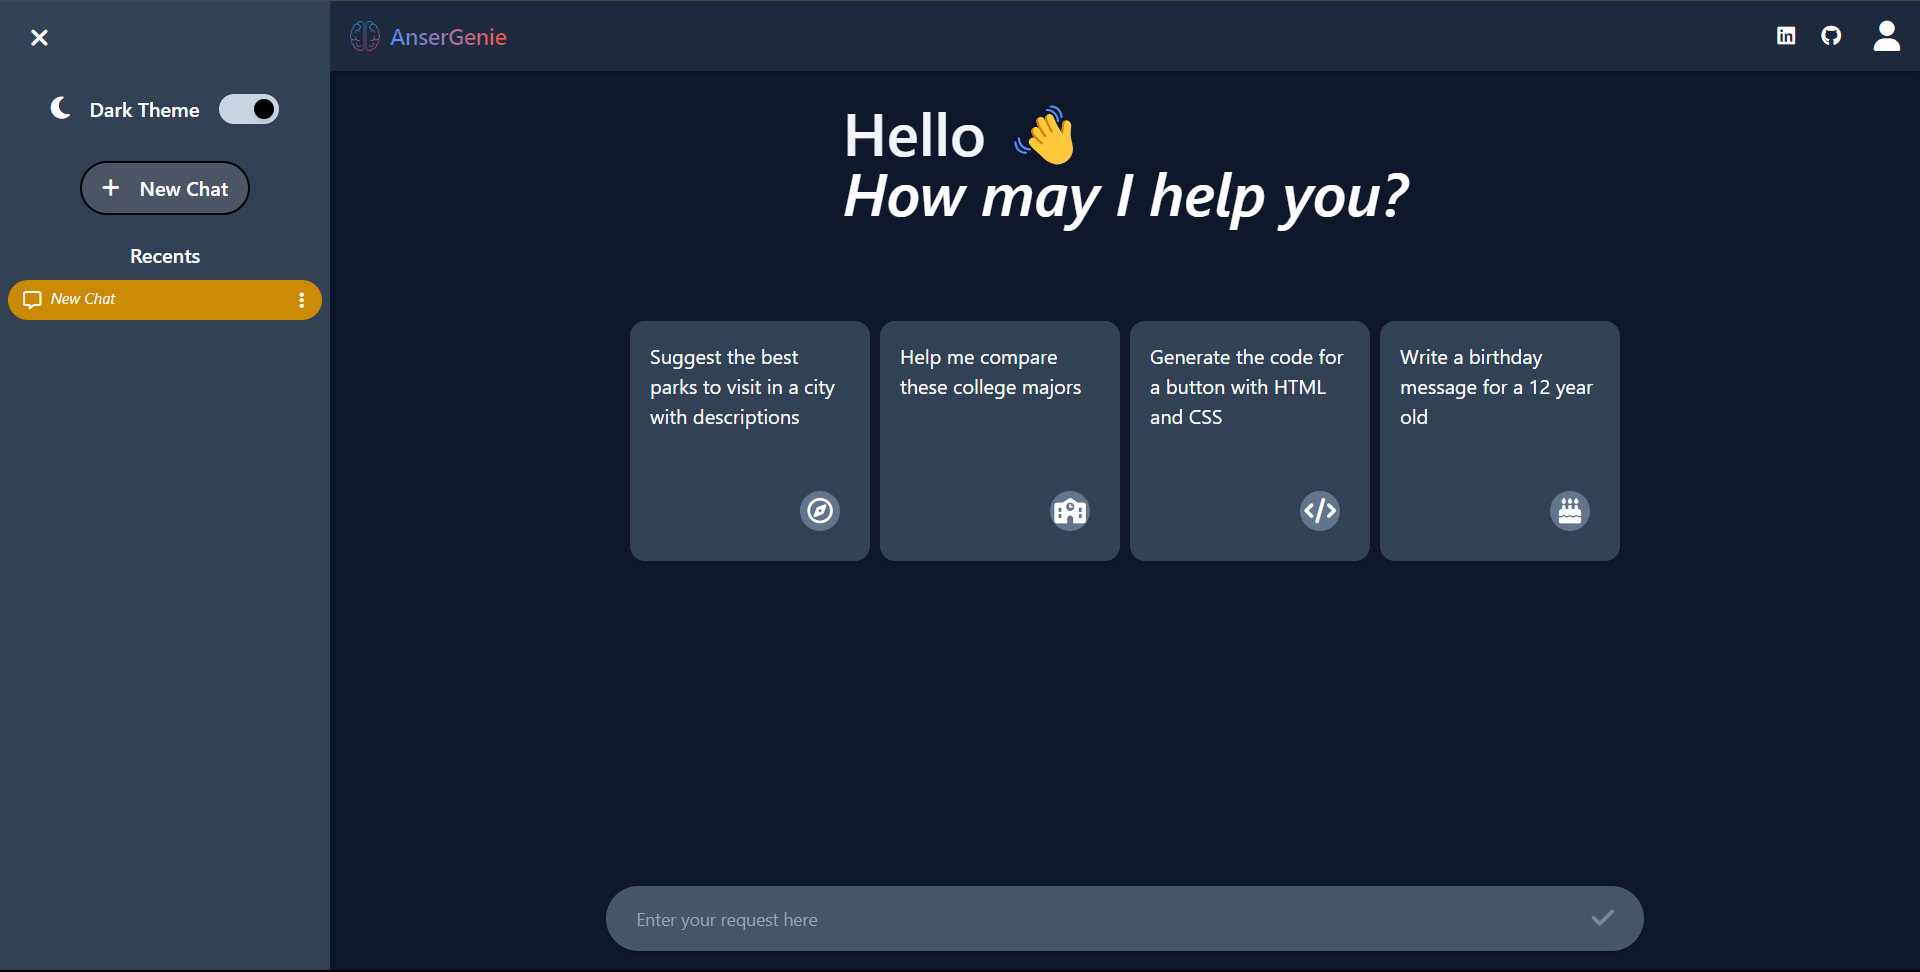 Dark Theme
New Chat
Recents
New Chat
AnserGenie
in
Hello
How may I help you?
Suggest the best
parks to visit in a city
with descriptions
Help me compare
these college majors
Generate the code for
a button with HTML
and CSS
Write a birthday
message for a 12 year
old
Enter your request here